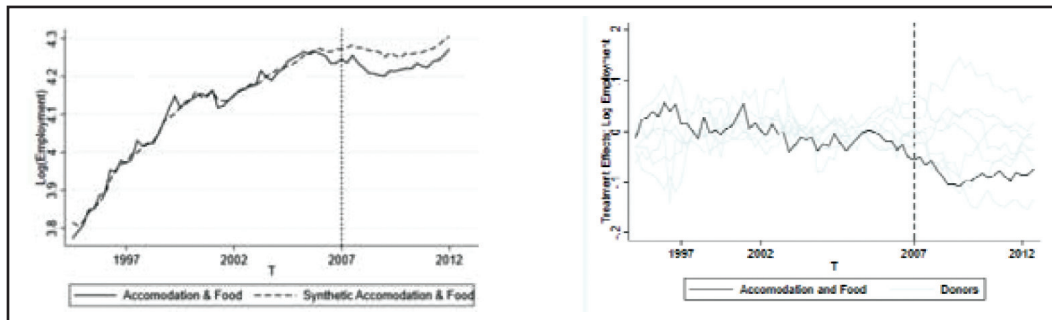 Log(Employment)
4.3
4.2
4.1
4
3.9
3.8
1997 2002 2007 2012
T
Accomodation & Food Synthetic Accomodation & Food
Treatment Effects: Log Employment
.2
.1
0
-.1
-.2
1997 2002 2007 2012
T
Accomodation and Food Donors